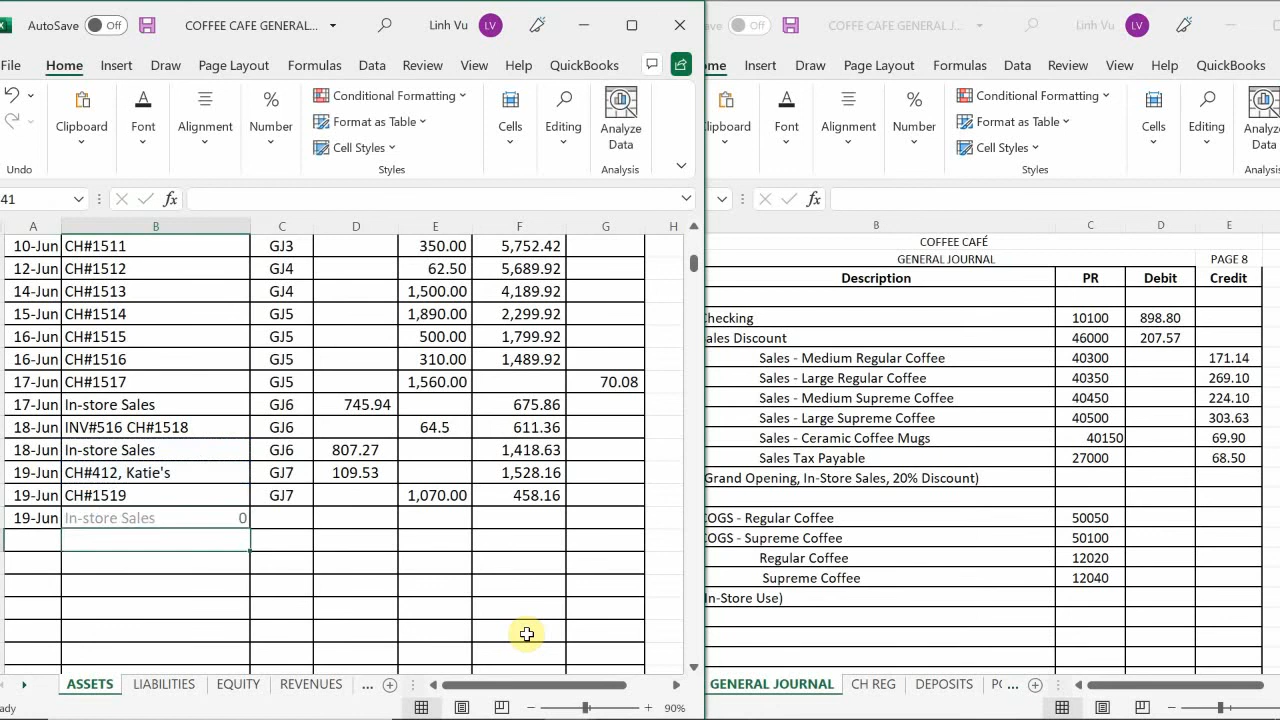 AutoSave Off COFFEE CAFE GENERAL... Linh Vu LV
File Home Insert Draw Page Layout Formulas Data Review View Help QuickBooks
Clipboard Font Alignment Number Conditional Formatting Format as Table Cell Styles Cells Editing Analyze Data
Undo Styles Analysis
41 fx
A B C D E F G H
10-Jun CH#1511 GJ3 350.00 5,752.42
12-Jun CH#1512 GJ4 62.50 5,689.92
14-Jun CH#1513 GJ4 1,500.00 4,189.92
15-Jun CH#1514 GJ5 1,890.00 2,299.92
16-Jun CH#1515 GJ5 500.00 1,799.92
16-Jun CH#1516 GJ5 310.00 1,489.92
17-Jun CH#1517 GJ5 1,560.00 70.08
17-Jun In-store Sales GJ6 745.94 675.86
18-Jun INV#516 CH#1518 GJ6 64.5 611.36
18-Jun In-store Sales GJ6 807.27 1,418.63
19-Jun CH#412, Katie's GJ7 109.53 1,528.16
19-Jun CH#1519 GJ7 1,070.00 458.16
19-Jun In-store Sales 0
ASSETS LIABILITIES EQUITY REVENUES ...
ady 90%
ave Off COFFE CAFE GENERAL J... Linh Vu LV
ome Insert Draw Page Layout Formulas Data Review View Help QuickBooks
lipboard Font Alignment Number Conditional Formatting Format as Table Cell Styles Cells Editing Analyz Data
Styles Analysis
fx
B C D E
COFFEE CAFÉ
GENERAL JOURNAL PAGE 8
Description PR Debit Credit
Checking 10100 898.80
ales Discount 46000 207.57
Sales - Medium Regular Coffee 40300 171.14
Sales - Large Regular Coffee 40350 269.10
Sales - Medium Supreme Coffee 40450 224.10
Sales - Large Supreme Coffee 40500 303.63
Sales - Ceramic Coffee Mugs 40150 69.90
Sales Tax Payable 27000 68.50
Grand Opening, In-Store Sales, 20% Discount)
COGS - Regular Coffee 50050
COGS - Supreme Coffee 50100
Regular Coffee 12020
Supreme Coffee 12040
In-Store Use)
GENERAL JOURNAL CH REG DEPOSITS PC ...